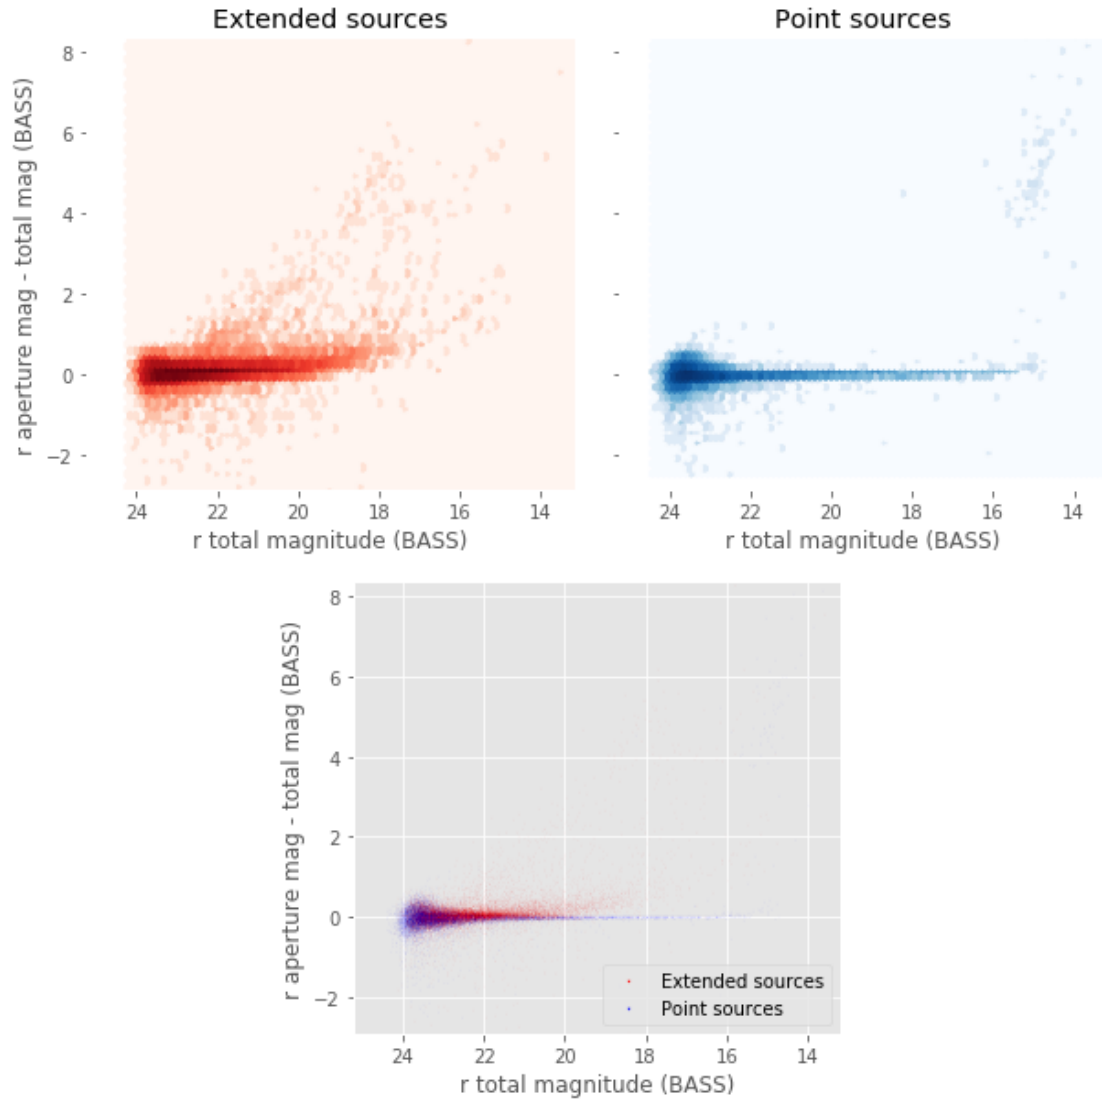 Extended sources
Point sources
r aperture mag - total mag (BASS)
8
6
4
2
0
−2
24 22 20 18 16 14
24 22 20 18 16 14
r total magnitude (BASS)
r total magnitude (BASS)
r aperture mag - total mag (BASS)
8
6
4
2
0
−2
Extended sources
Point sources
24 22 20 18 16 14
r total magnitude (BASS)